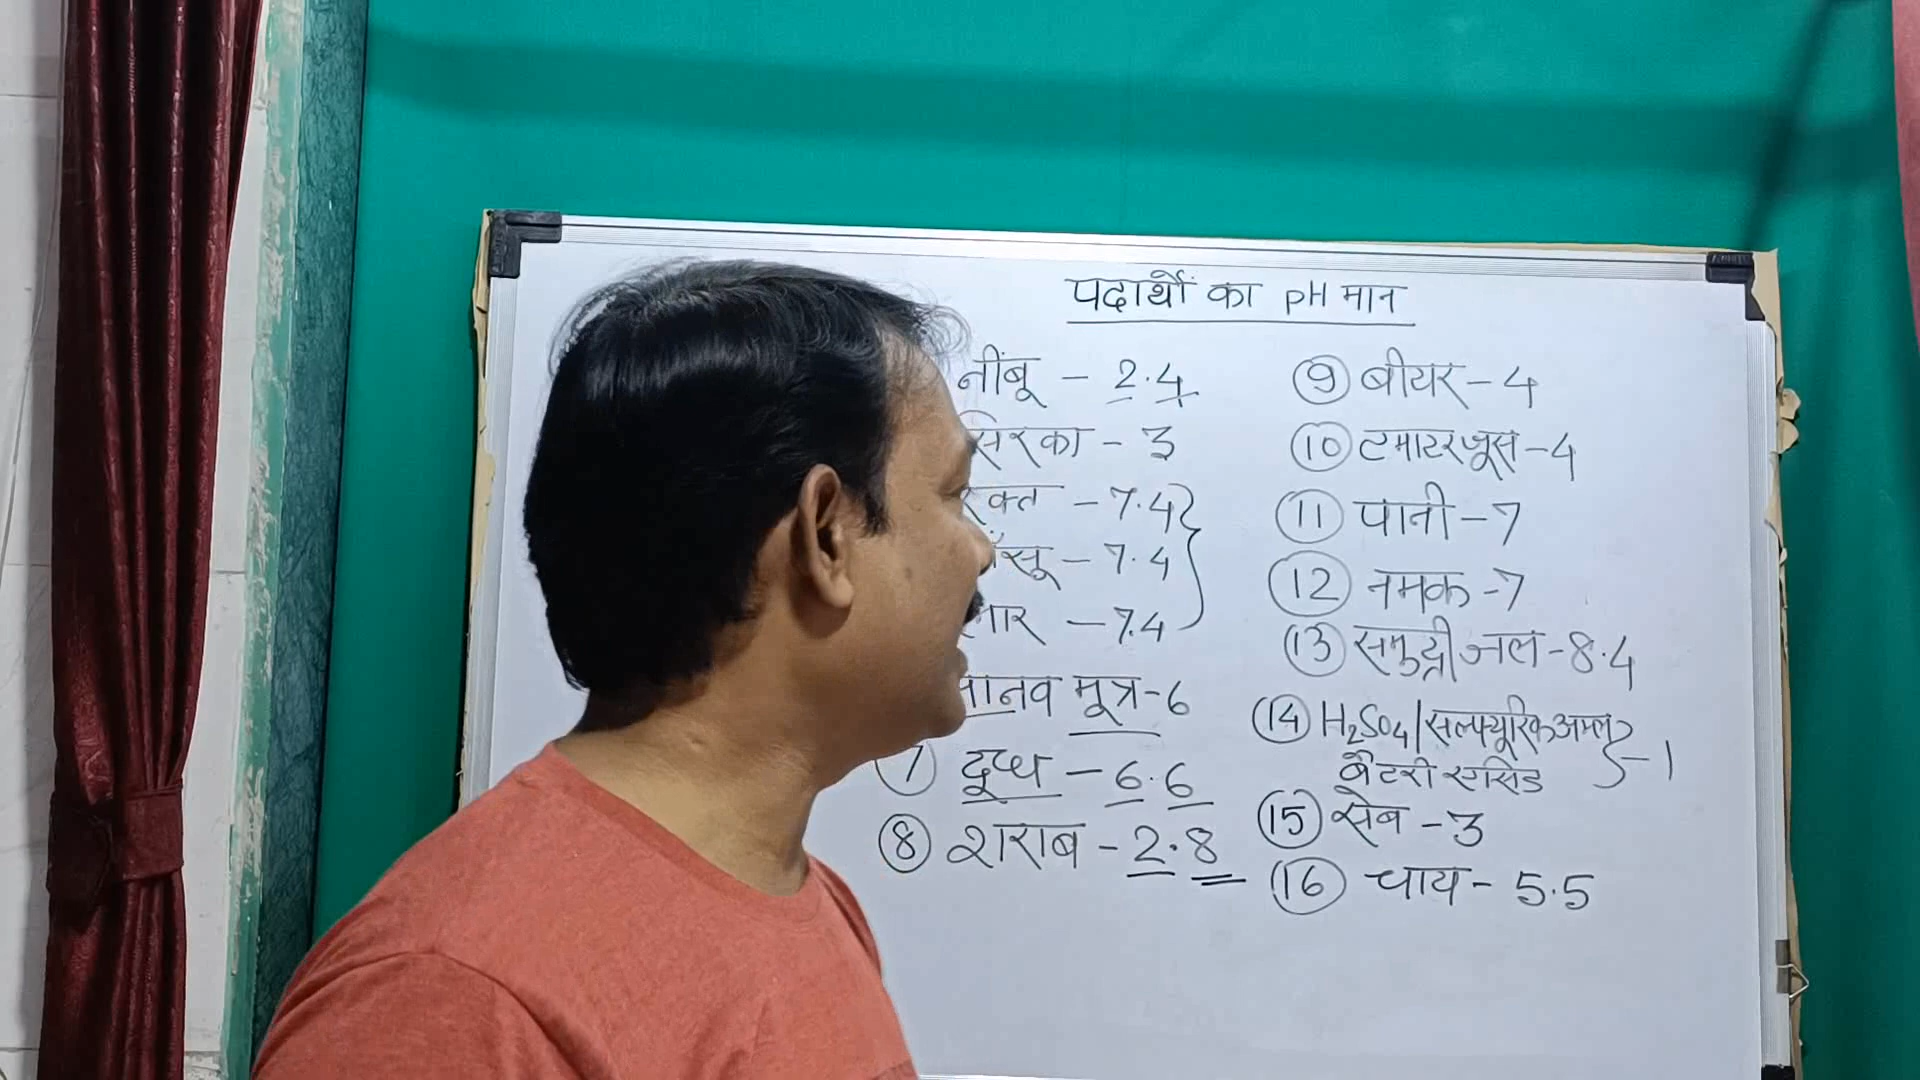 पदार्थों का pH मान
नींबू - 2.4
सिरका - 3
रक्त - 7.4
- 7.4
- 7.4
मानव मूत्र - 6
7 दूध - 6.6
8 शराब - 2.8
9 बीयर - 4
10 टमाटर जूस - 4
11 पानी - 7
12 नमक - 7
13 समुद्री जल - 8.4
14 H₂SO₄ / सल्फ्यूरिक अम्ल
बैटरी एसिड } - 1
15 सेब - 3
16 चाय - 5.5